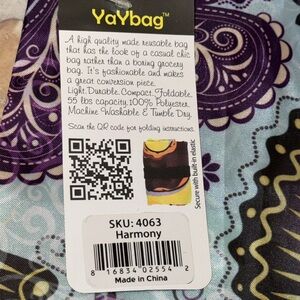 YaYbag™
A high quality made reusable bag
that has the look of a casual chic
bag rather than a boring grocery
bag. It's fashionable and makes
a great conversion piece.
Light. Durable. Compact. Foldable.
55 lbs capacity, 100% Polyester.
Machine Washable & Tumble Dry.
Scan the QR code for folding instructions.
Secure with built-in elastic
SKU: 4063
Harmony
8 16834 02554 2
Made in China